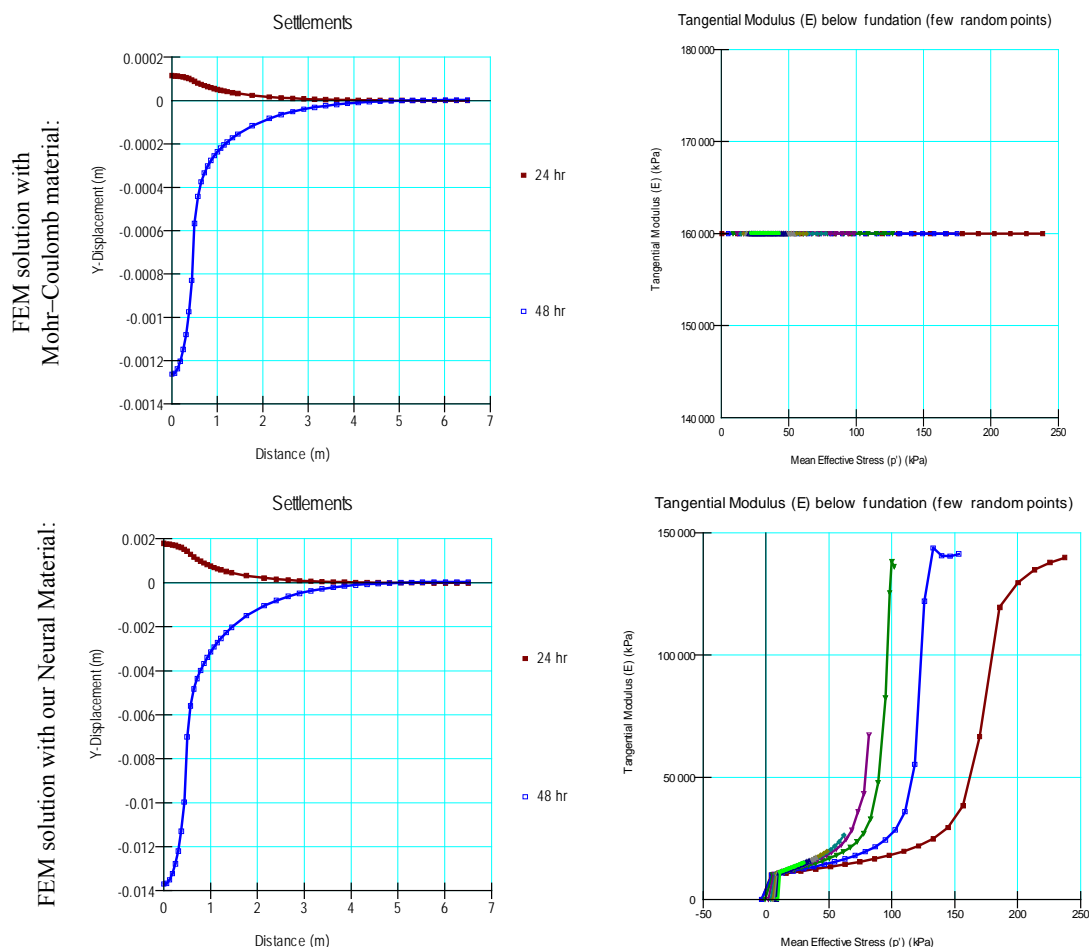 FEM solution with
Mohr–Coulomb material:
Settlements
Y-Displacement (m)
0.0002
0
-0.0002
-0.0004
-0.0006
-0.0008
-0.001
-0.0012
-0.0014
0 1 2 3 4 5 6 7
Distance (m)
24 hr
48 hr
Tangential Modulus (E) below fundation (few random points)
Tangential Modulus (E) (kPa)
180 000
170 000
160 000
150 000
140 000
0 50 100 150 200 250
Mean Effective Stress (p') (kPa)
FEM solution with our Neural Material:
Settlements
Y-Displacement (m)
0.002
0
-0.002
-0.004
-0.006
-0.008
-0.01
-0.012
-0.014
0 1 2 3 4 5 6 7
Distance (m)
24 hr
48 hr
Tangential Modulus (E) below fundation (few random points)
Tangential Modulus (E) (kPa)
150 000
100 000
50 000
0
-50 0 50 100 150 200 250
Mean Effective Stress (p') (kPa)